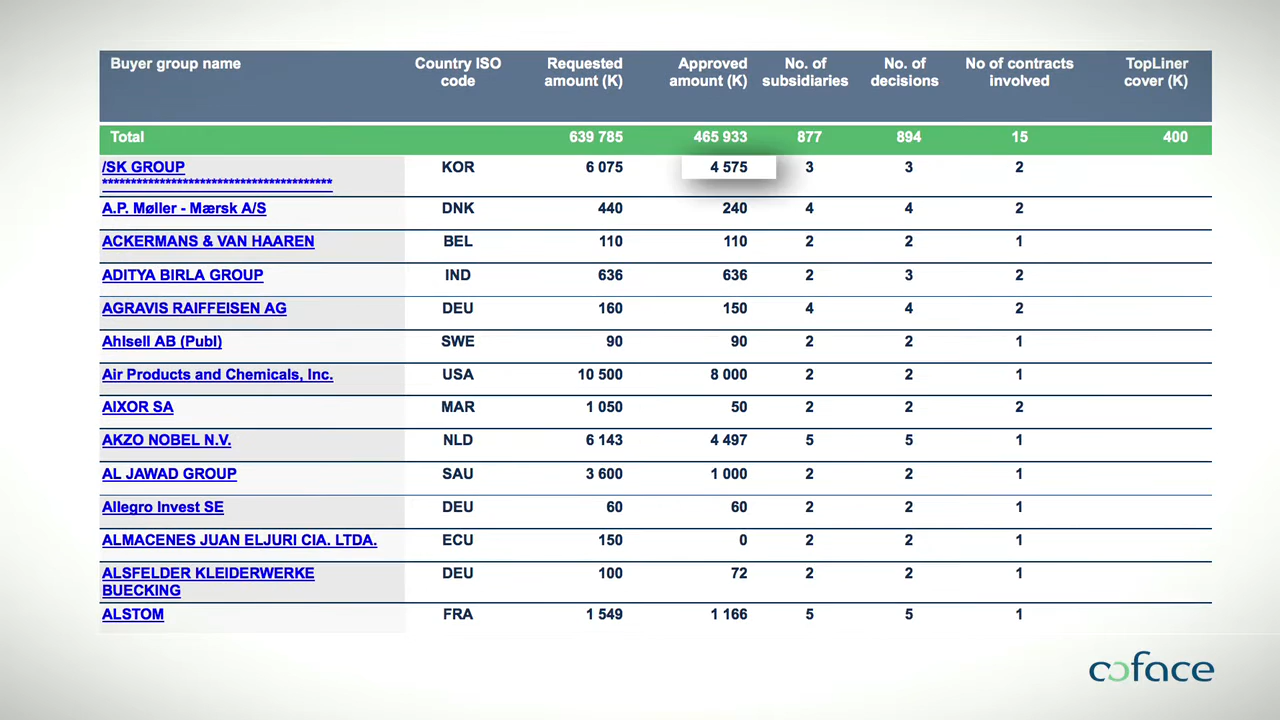 Buyer group name Country ISO code Requested amount (K) Approved amount (K) No. of subsidiaries No. of decisions No of contracts involved TopLiner cover (K)
Total 639 785 465 933 877 894 15 400
/SK GROUP KOR 6 075 4 575 3 3 2
****************************************
A.P. Møller - Mærsk A/S DNK 440 240 4 4 2
ACKERMANS & VAN HAAREN BEL 110 110 2 2 1
ADITYA BIRLA GROUP IND 636 636 2 3 2
AGRAVIS RAIFFEISEN AG DEU 160 150 4 4 2
Ahlsell AB (Publ) SWE 90 90 2 2 1
Air Products and Chemicals, Inc. USA 10 500 8 000 2 2 1
AIXOR SA MAR 1 050 50 2 2 2
AKZO NOBEL N.V. NLD 6 143 4 497 5 5 1
AL JAWAD GROUP SAU 3 600 1 000 2 2 1
Allegro Invest SE DEU 60 60 2 2 1
ALMACENES JUAN ELJURI CIA. LTDA. ECU 150 0 2 2 1
ALSFELDER KLEIDERWERKE DEU 100 72 2 2 1
BUECKING
ALSTOM FRA 1 549 1 166 5 5 1
coface